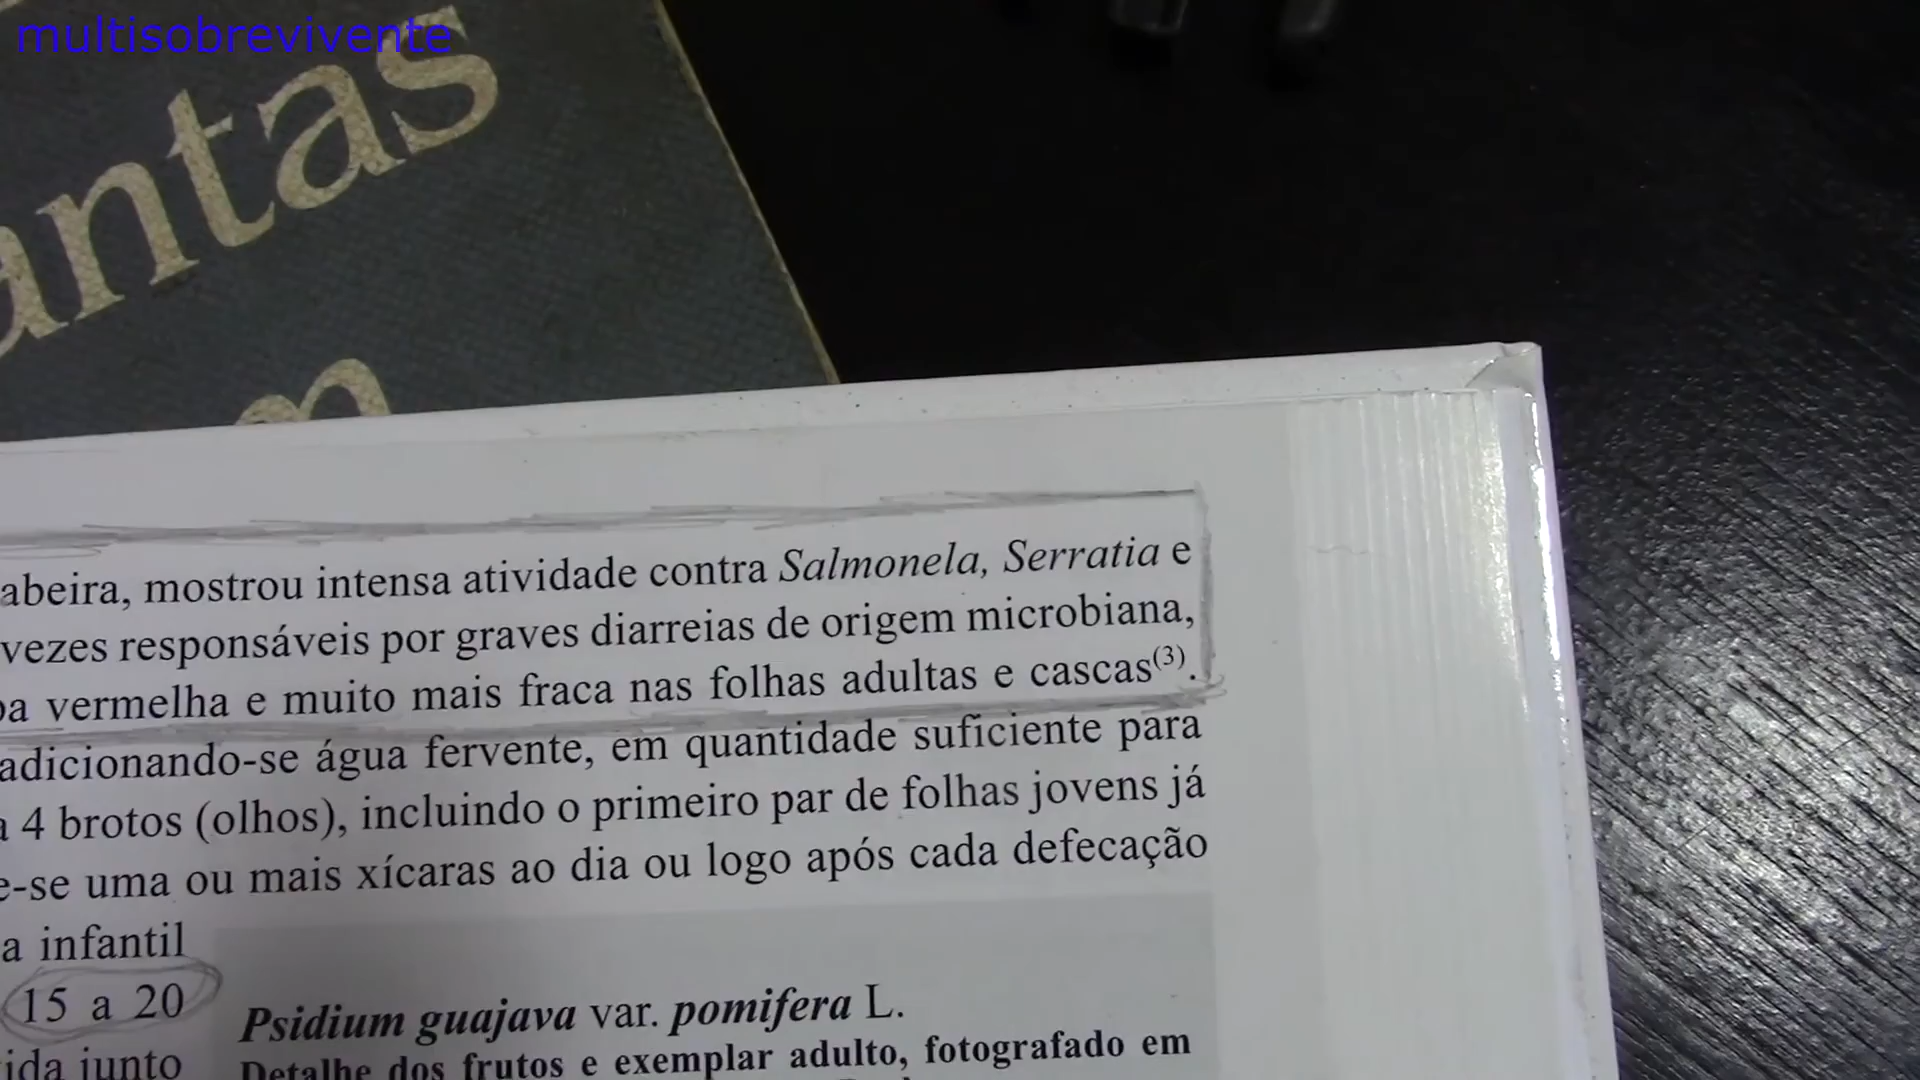 multisobrevivente
antas
m
abeira, mostrou intensa atividade contra Salmonela, Serratia e
vezes responsáveis por graves diarreias de origem microbiana,
vermelha e muito mais fraca nas folhas adultas e cascas(3).
adicionando-se água fervente, em quantidade suficiente para
4 brotos (olhos), incluindo o primeiro par de folhas jovens já
e-se uma ou mais xícaras ao dia ou logo após cada defecação
a infantil
15 a 20
ida junto
Psidium guajava var. pomifera L.
Detalhe dos frutos e exemplar adulto, fotografado em